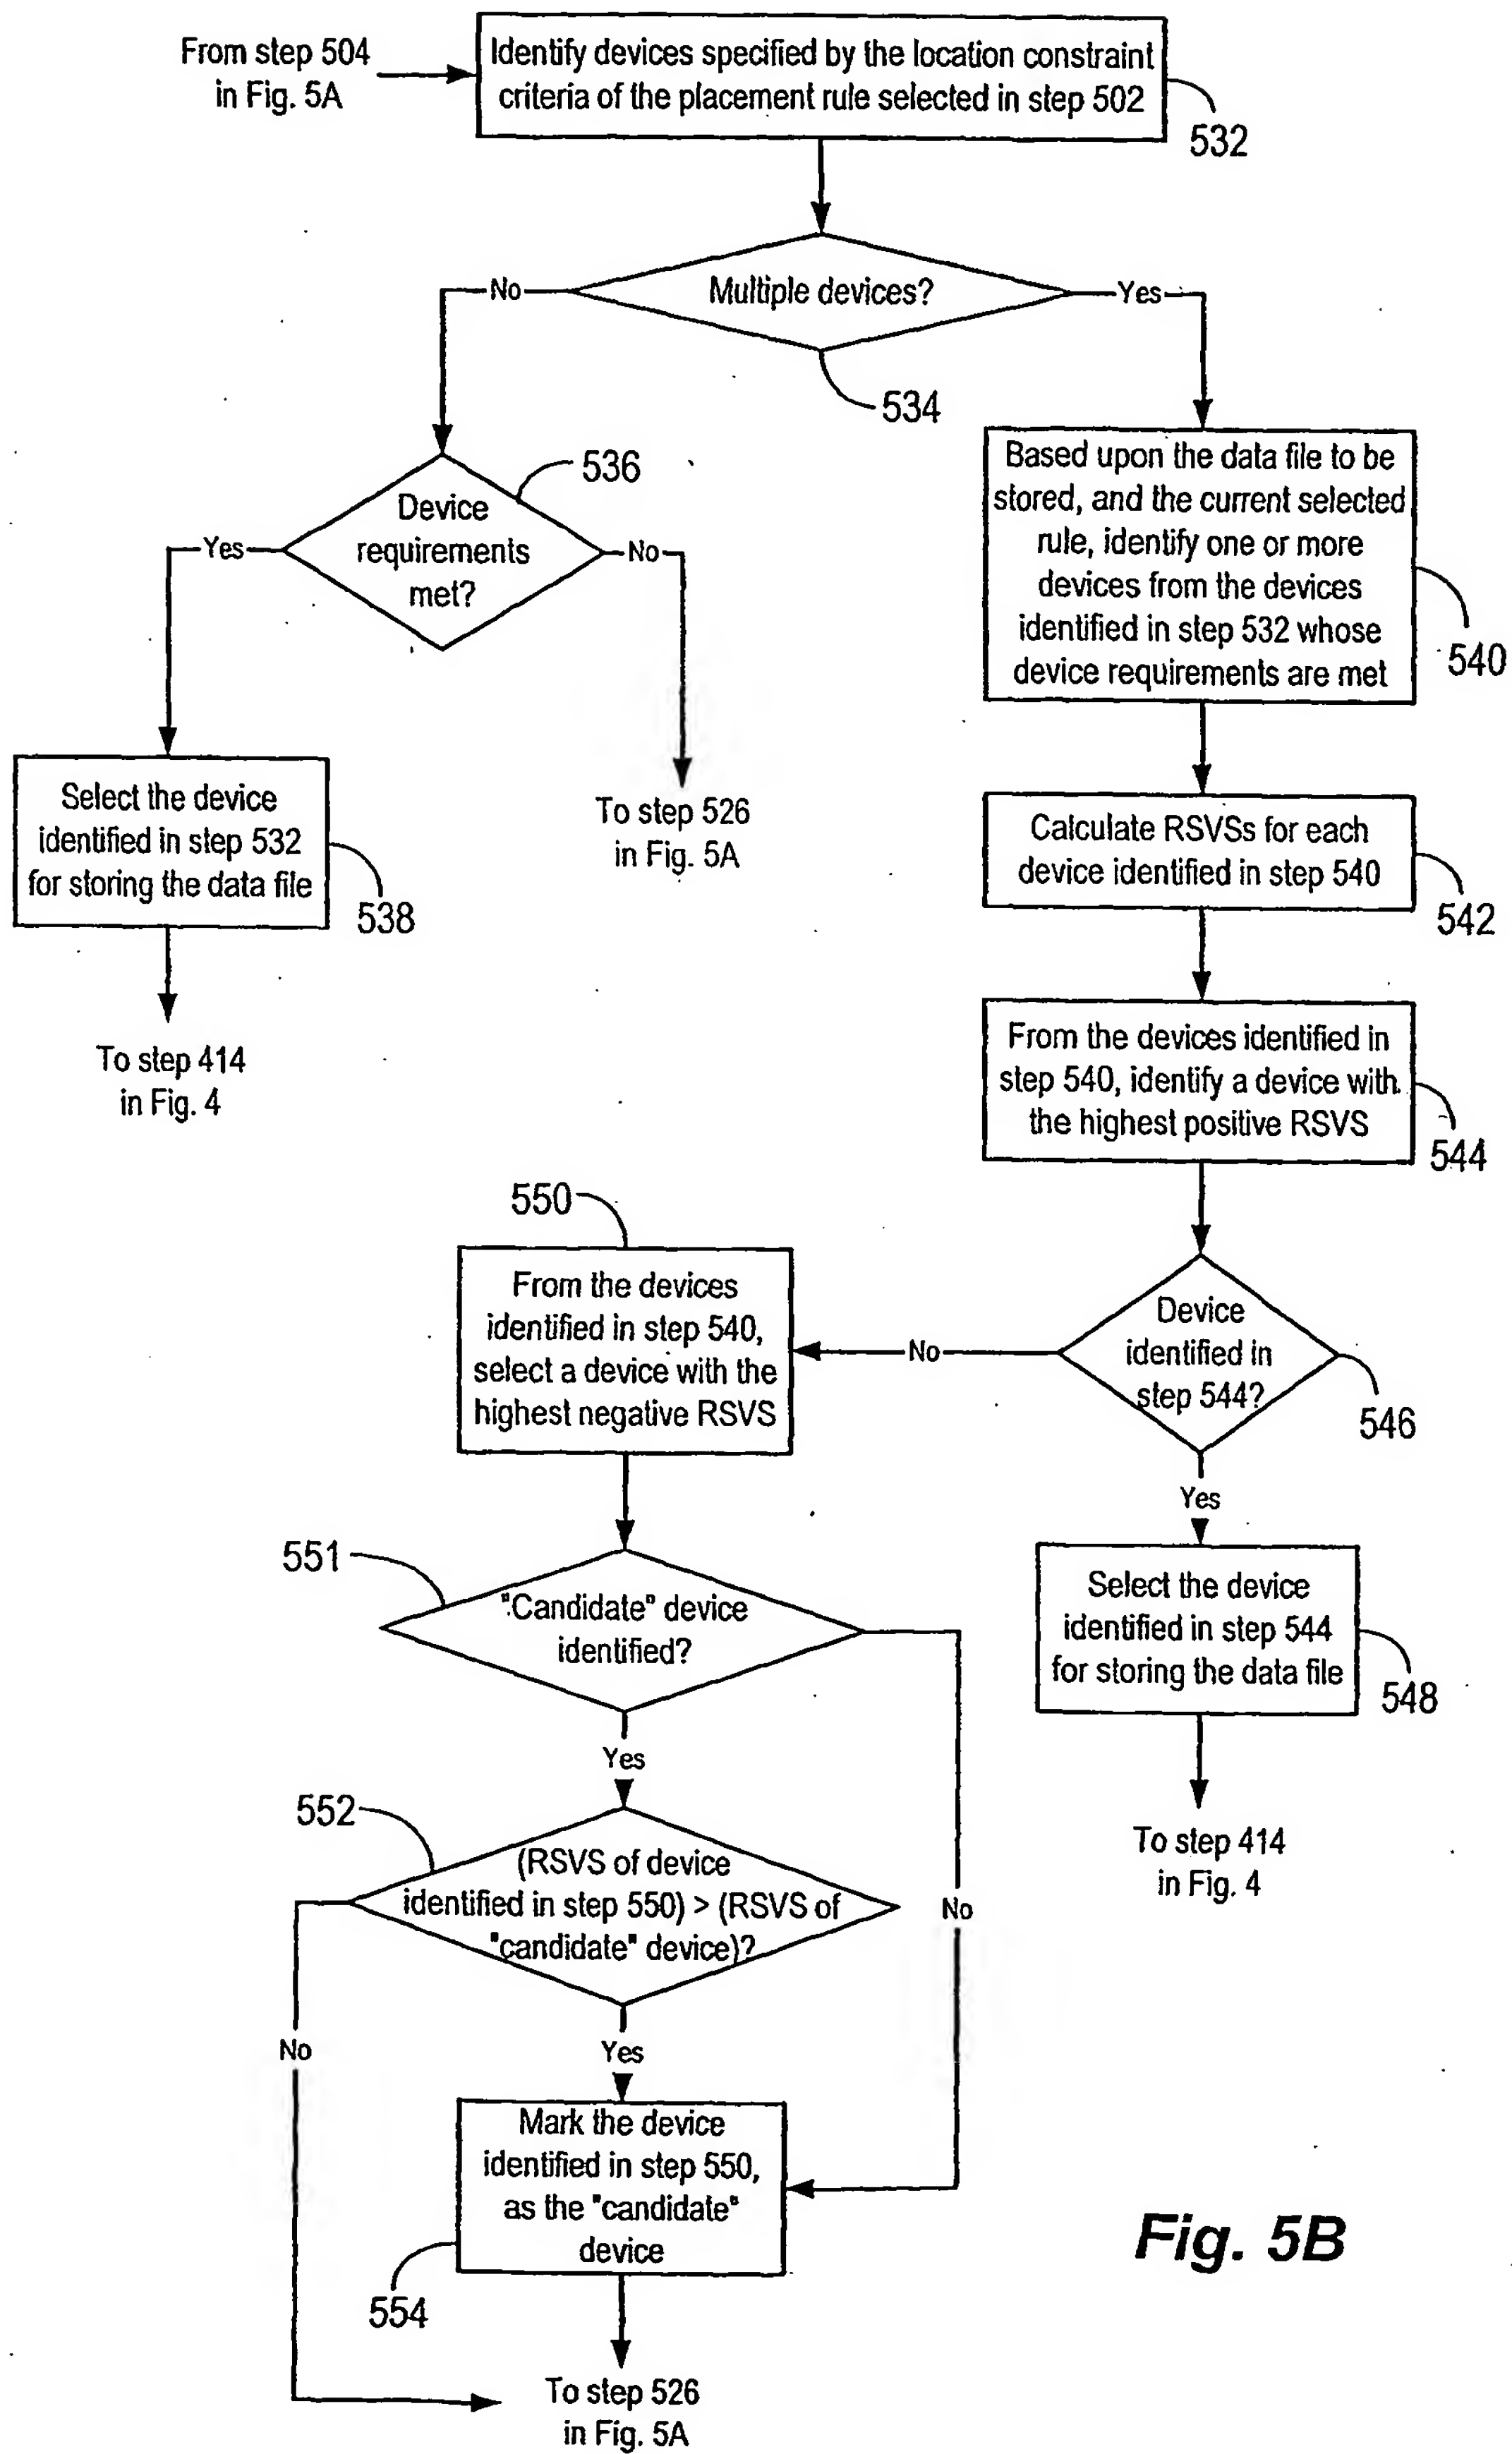 From step 504
in Fig. 5A
Identify devices specified by the location constraint
criteria of the placement rule selected in step 502
532
Multiple devices?
No
Yes
534
536
Device
requirements
met?
Yes
No
Based upon the data file to be
stored, and the current selected
rule, identify one or more
devices from the devices
identified in step 532 whose
device requirements are met
540
Select the device
identified in step 532
for storing the data file
538
To step 526
in Fig. 5A
Calculate RSVSs for each
device identified in step 540
542
To step 414
in Fig. 4
From the devices identified in
step 540, identify a device with
the highest positive RSVS
544
550
From the devices
identified in step 540,
select a device with the
highest negative RSVS
No
Device
identified in
step 544?
546
Yes
551
"Candidate" device
identified?
Select the device
identified in step 544
for storing the data file
548
Yes
No
To step 414
in Fig. 4
552
(RSVS of device
identified in step 550) > (RSVS of
"candidate" device)?
No
Yes
Mark the device
identified in step 550,
as the "candidate"
device
554
To step 526
in Fig. 5A
Fig. 5B